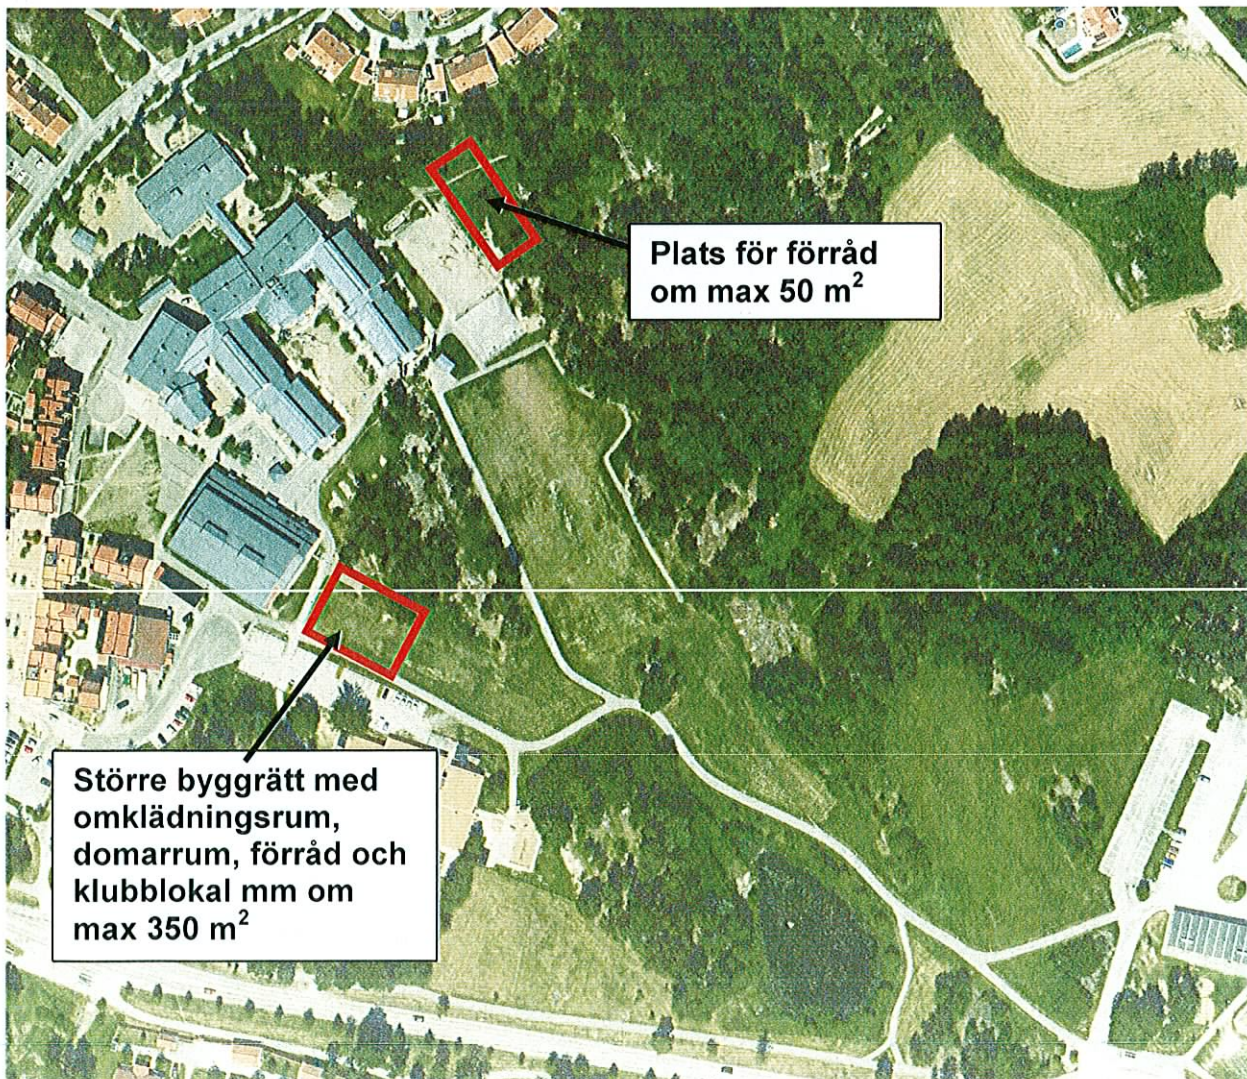 Plats för förråd
om max 50 m²
Större byggrätt med
omklädningsrum,
domarrum, förråd och
klubblokal mm om
max 350 m²